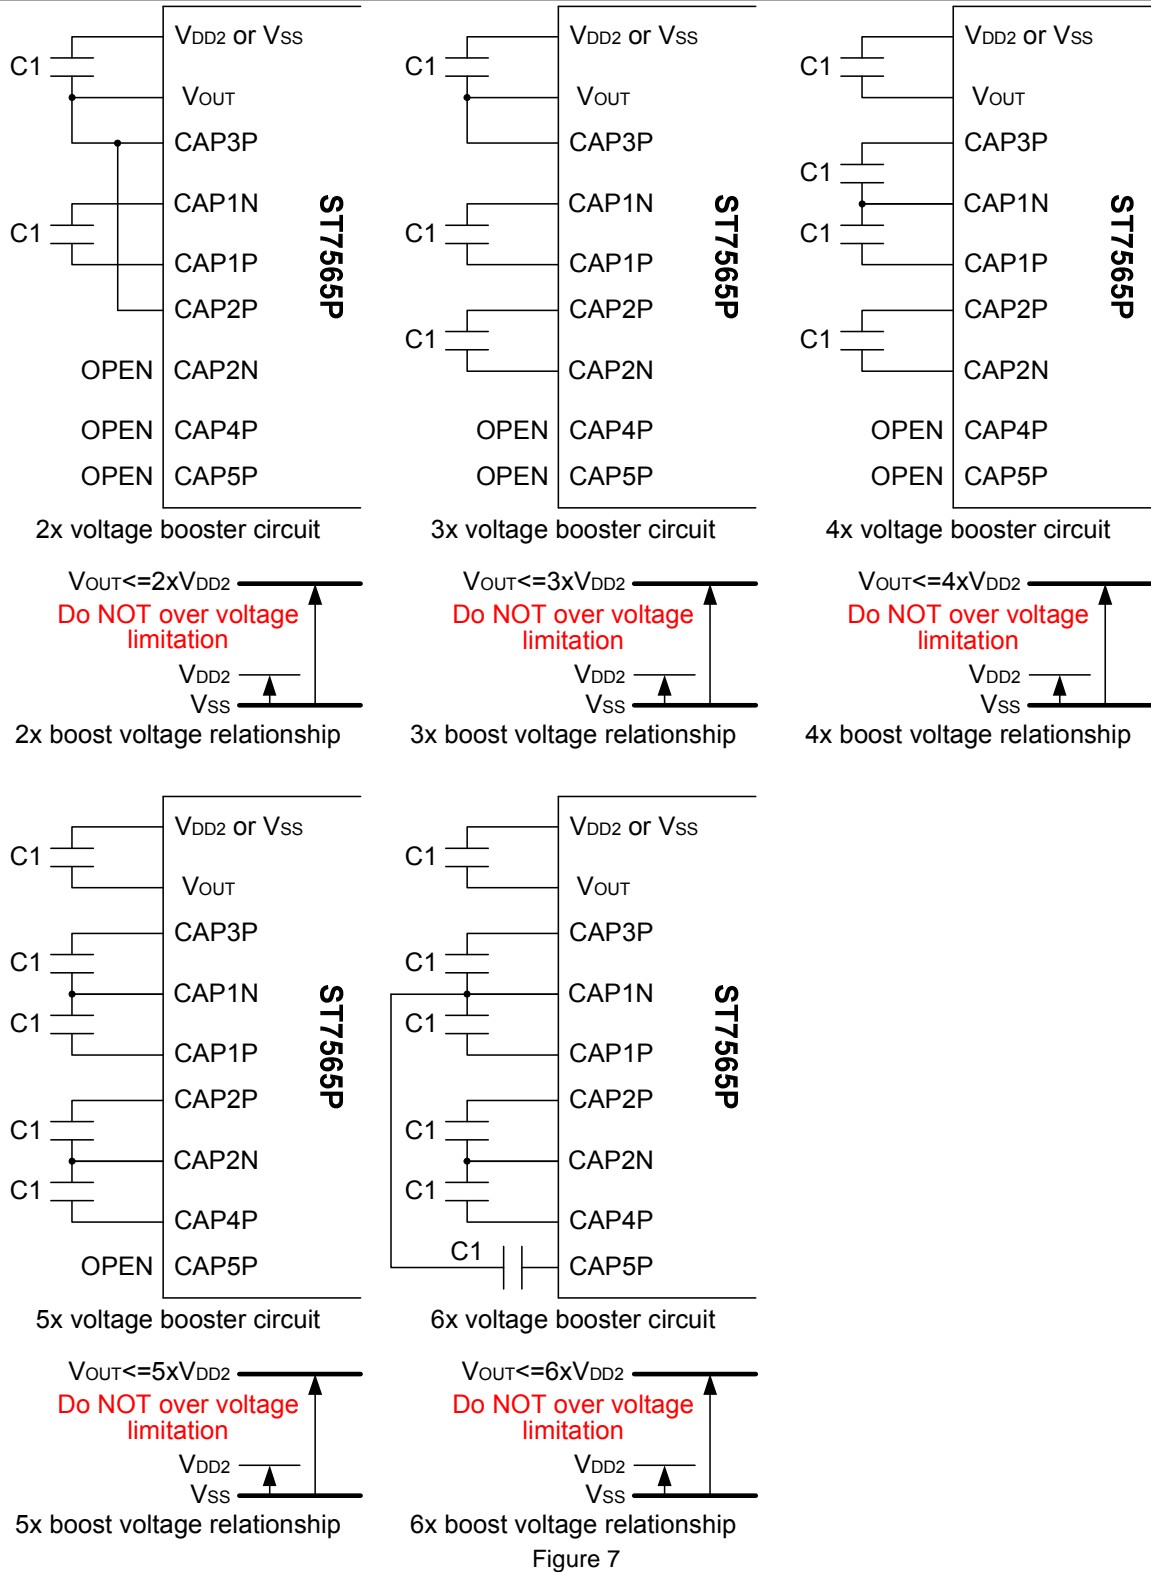 VDD2 or VSS
C1
VOUT
CAP3P
CAP1N
C1
CAP1P
CAP2P
OPEN CAP2N
OPEN CAP4P
OPEN CAP5P
ST7565P
2x voltage booster circuit
VOUT<=2xVDD2
Do NOT over voltage
limitation
VDD2
VSS
2x boost voltage relationship
VDD2 or VSS
C1
VOUT
CAP3P
CAP1N
C1
CAP1P
CAP2P
C1
CAP2N
OPEN CAP4P
OPEN CAP5P
ST7565P
3x voltage booster circuit
VOUT<=3xVDD2
Do NOT over voltage
limitation
VDD2
VSS
3x boost voltage relationship
VDD2 or VSS
C1
VOUT
CAP3P
C1
CAP1N
C1
CAP1P
CAP2P
C1
CAP2N
OPEN CAP4P
OPEN CAP5P
ST7565P
4x voltage booster circuit
VOUT<=4xVDD2
Do NOT over voltage
limitation
VDD2
VSS
4x boost voltage relationship
VDD2 or VSS
C1
VOUT
CAP3P
C1
CAP1N
C1
CAP1P
CAP2P
C1
CAP2N
C1
CAP4P
OPEN CAP5P
ST7565P
5x voltage booster circuit
VOUT<=5xVDD2
Do NOT over voltage
limitation
VDD2
VSS
5x boost voltage relationship
VDD2 or VSS
C1
VOUT
CAP3P
C1
CAP1N
C1
CAP1P
CAP2P
C1
CAP2N
C1
CAP4P
C1
CAP5P
ST7565P
6x voltage booster circuit
VOUT<=6xVDD2
Do NOT over voltage
limitation
VDD2
VSS
6x boost voltage relationship
Figure 7